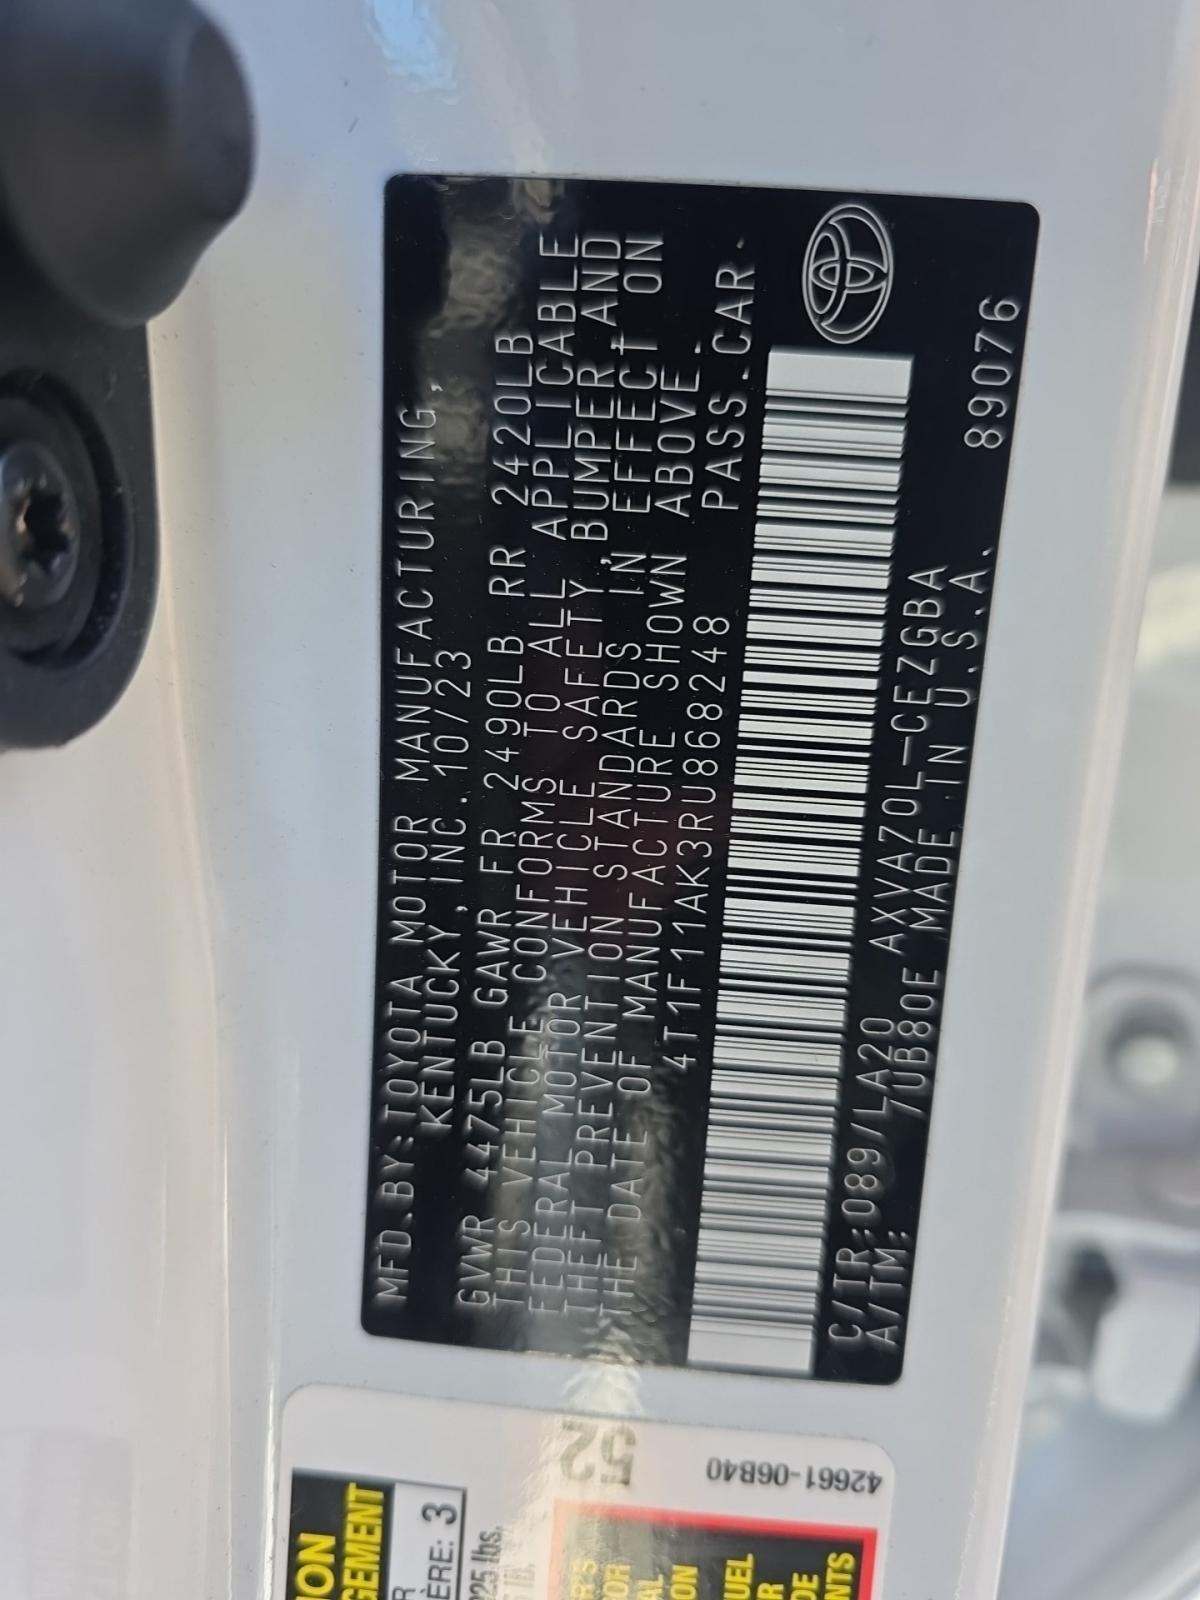 MFD.BY:TOYOTA MOTOR MANUFACTURING,
KENTUCKY,INC.10/23
GVWR 4475LB GAWR FR 2490LB RR 2420LB
THIS VEHICLE CONFORMS TO ALL APPLICABLE
FEDERAL MOTOR VEHICLE SAFETY,BUMPER AND
THEFT PREVENTION STANDARDS IN EFFECT ON
THE DATE OF MANUFACTURE SHOWN ABOVE.
4T1F11AK3RU868248 PASS.CAR
C/TR:089/LA20 AXVA70L-CEZGBA 89076
A/TM: 7UB80E MADE IN U.S.A.
52
42661-06B40
ÈRE: 3